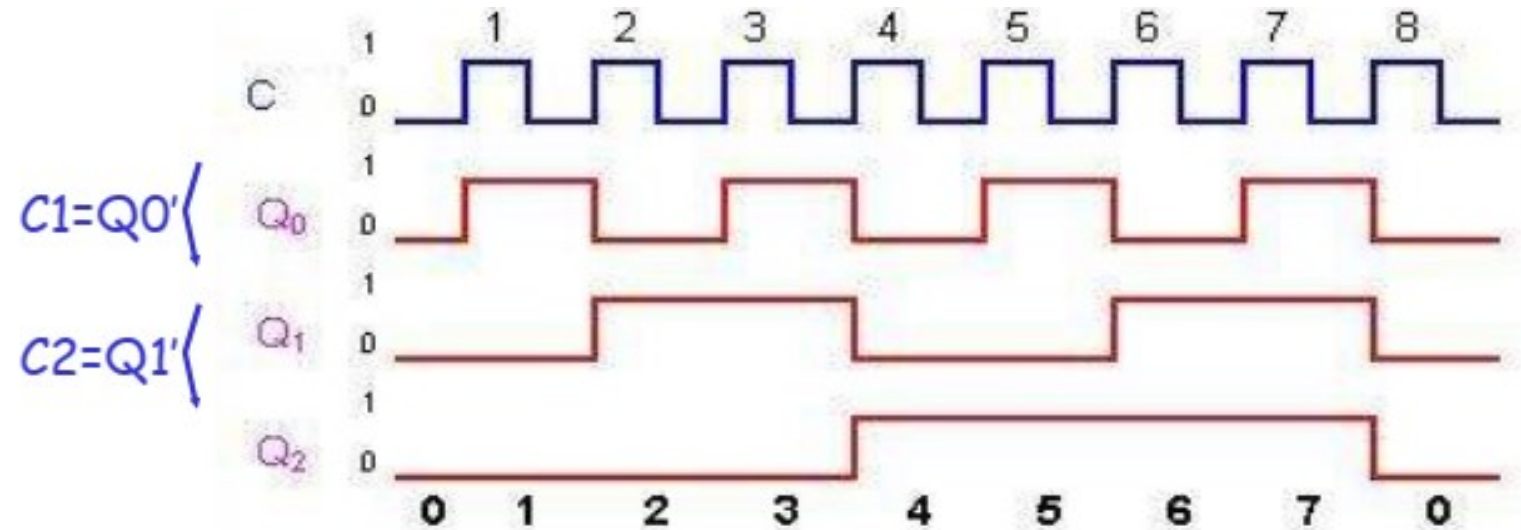 1 2 3 4 5 6 7 8
1
C 0
1
C1=Q0' Q₀ 0
1
Q₁ 0
C2=Q1'
1
Q₂ 0
0 1 2 3 4 5 6 7 0